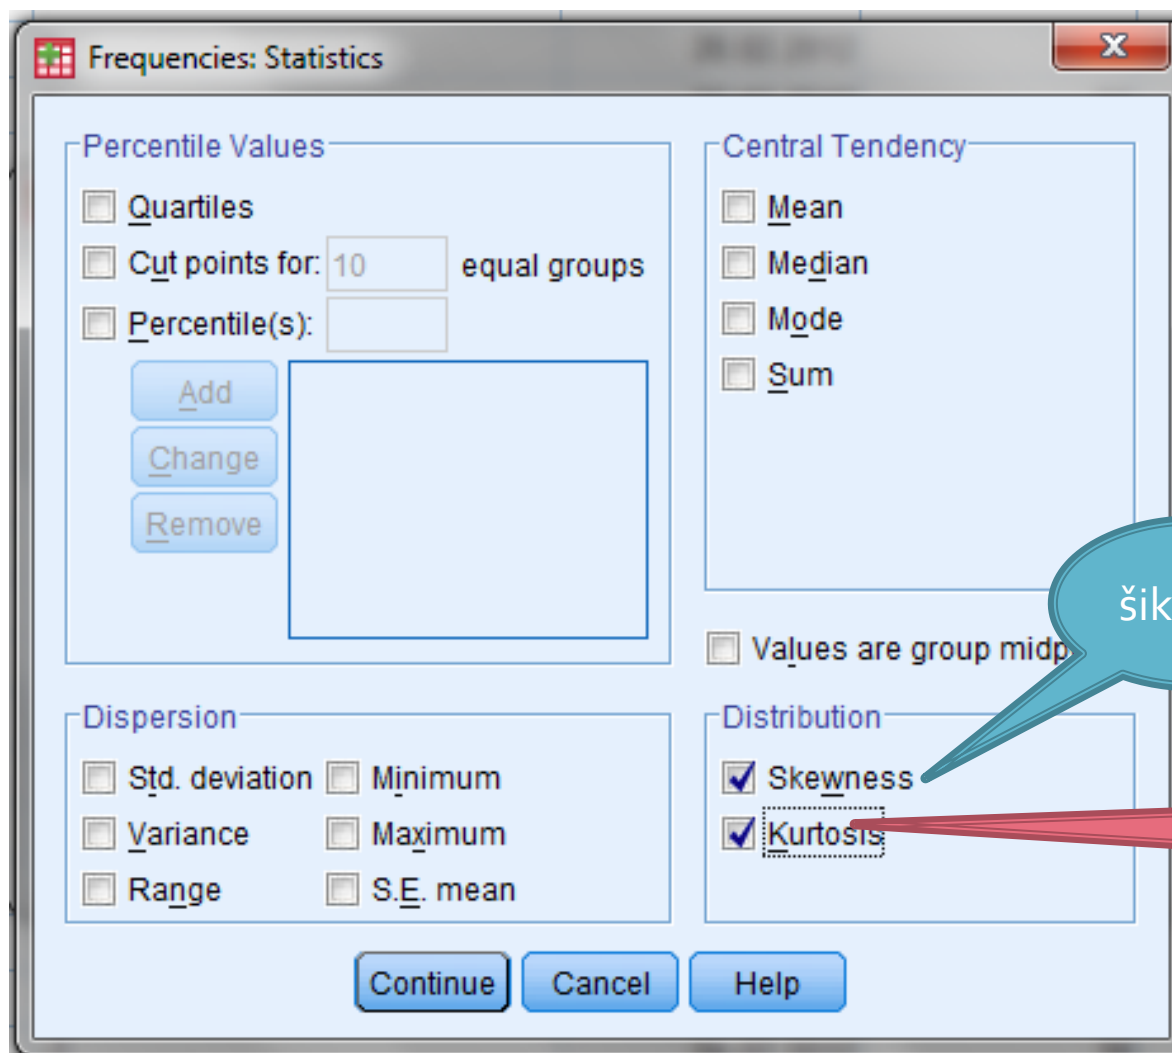 Frequencies: Statistics
Percentile Values
Quartiles
Cut points for: 10 equal groups
Percentile(s):
Add
Change
Remove
Central Tendency
Mean
Median
Mode
Sum
šik
Values are group midp
Dispersion
Std. deviation Minimum
Variance Maximum
Range S.E. mean
Distribution
Skewness
Kurtosis
Continue Cancel Help